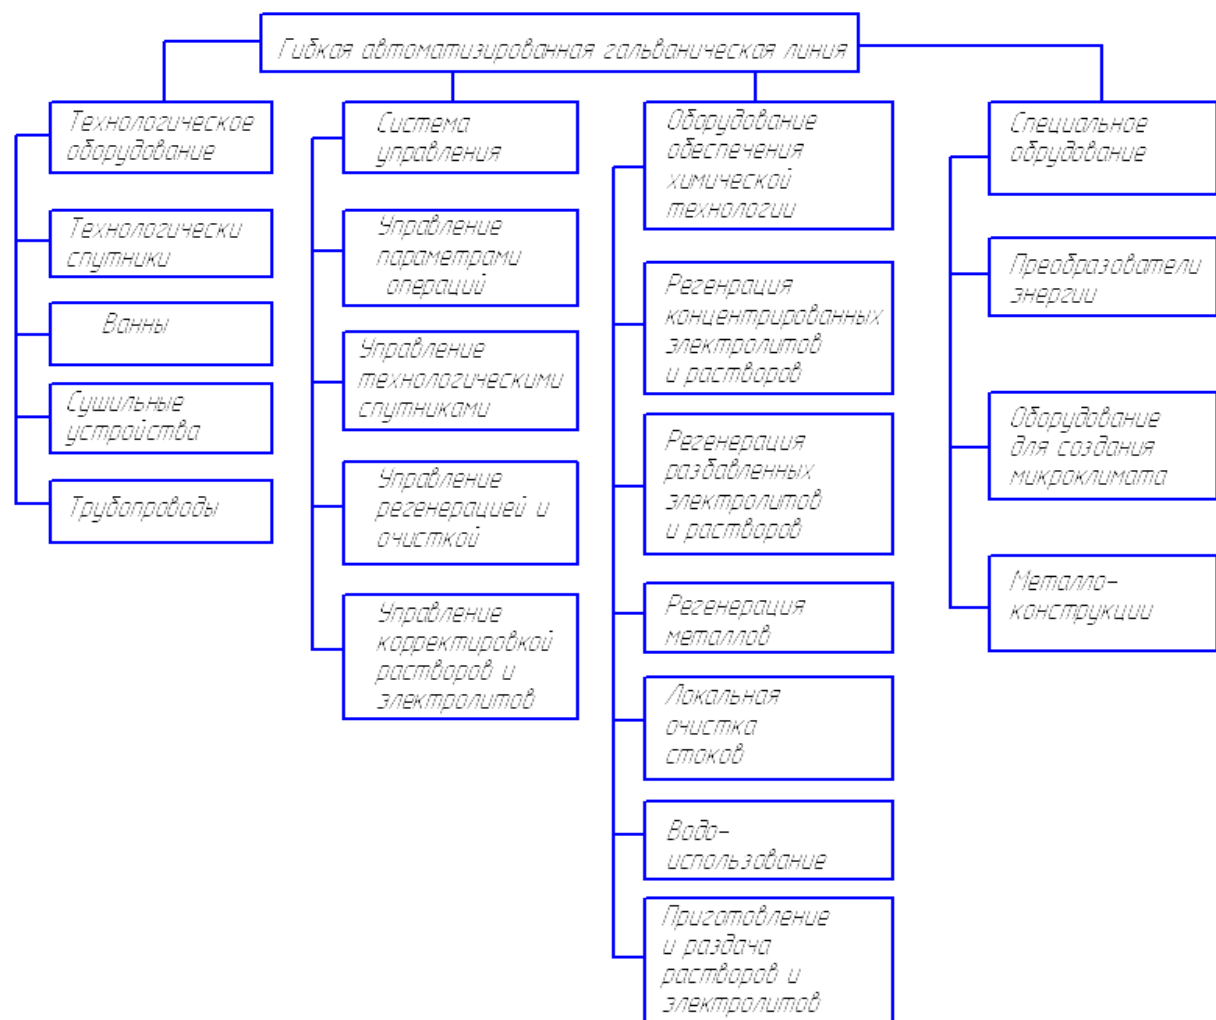 Гибкая автоматизированная гальваническая линия
Технологическое
оборудование
Технологически
спутники
Ванны
Сушильные
устройства
Трубопроводы
Система
управления
Управление
параметрами
операций
Управление
технологическими
спутниками
Управление
регенерацией и
очисткой
Управление
корректировкой
растворов и
электролитов
Оборудование
обеспечения
химической
технологии
Регенрация
концентрированных
электролитов
и растворов
Регенерация
разбавленных
электролитов
и растворов
Регенерация
металлов
Локальная
очистка
стоков
Водо-
использование
Приготовление
и раздача
растворов и
электролитов
Специальное
обрудование
Преобразователи
энергии
Оборудование
для создания
микроклимата
Металло-
конструкции